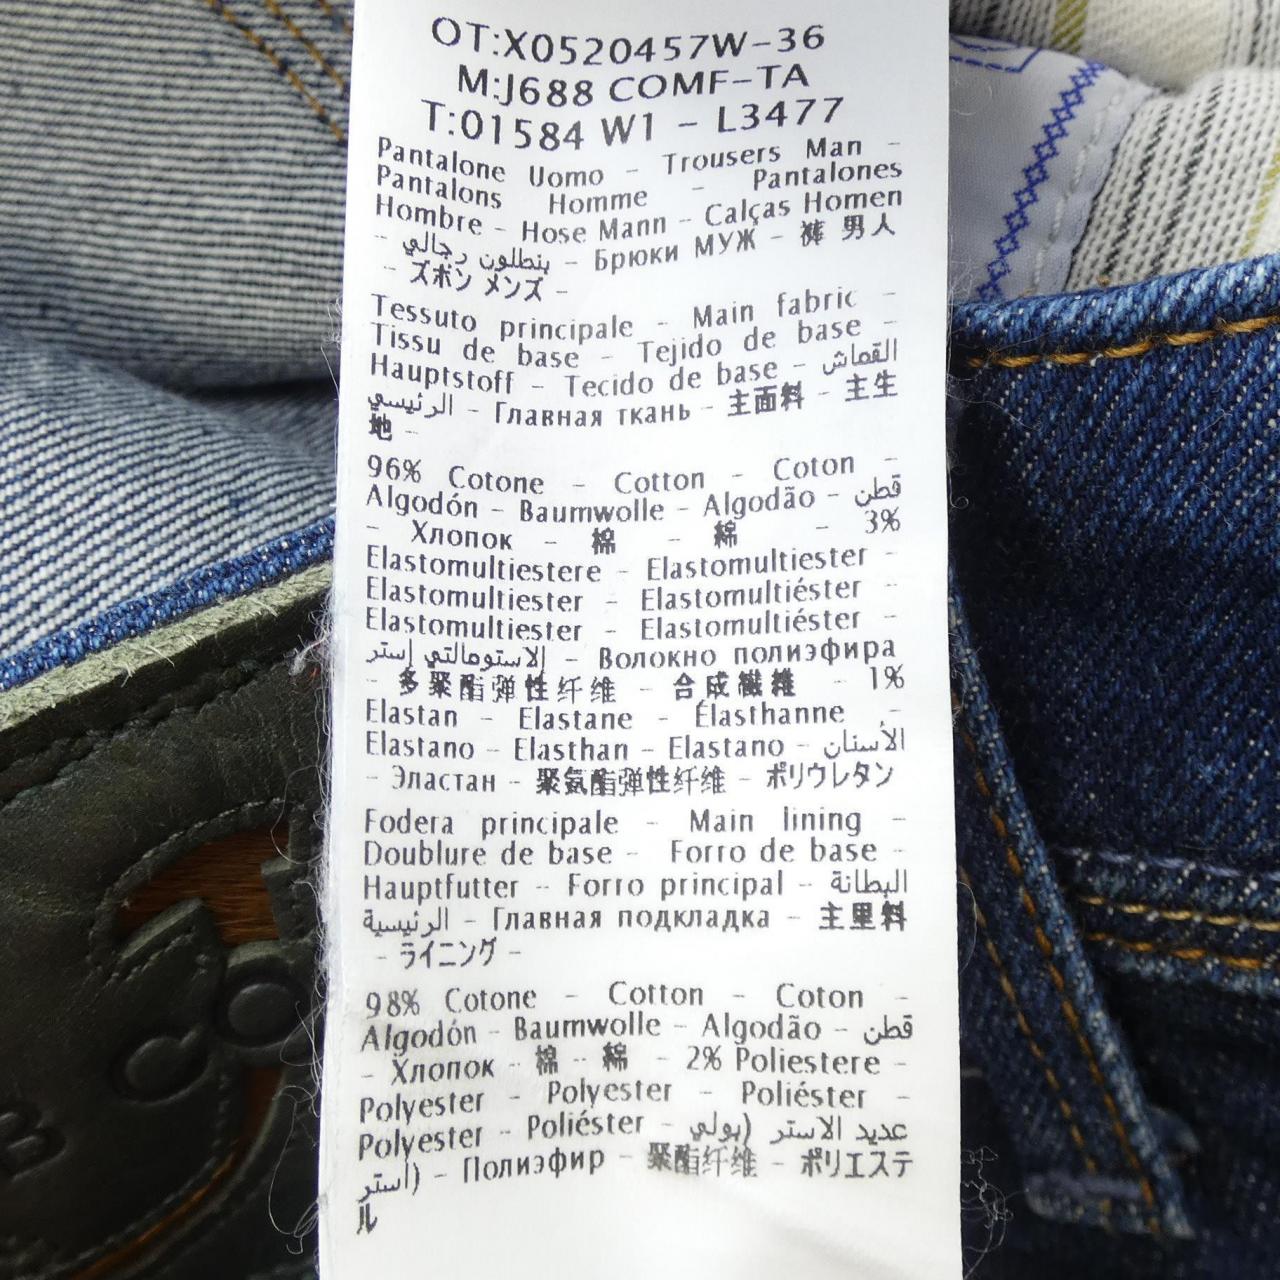 OT:X0520457W-36
M:J688 COMF-TA
T:01584 W1 - L3477
Pantalone Uomo - Trousers Man -
Pantalons Homme - Pantalones
Hombre - Hose Mann - Calças Homen
- بنطلون رجالي - Брюки МУЖ - 裤 男人
- ズボン メンズ -
Tessuto principale - Main fabric -
Tissu de base - Tejido de base -
Hauptstoff - Tecido de base - القماش
الرئيسي - Главная ткань - 主面料 - 主生
地 -
96% Cotone - Cotton - Coton -
Algodón - Baumwolle - Algodão - قطن
- Хлопок - 棉 - 綿 - 3%
Elastomultiestere - Elastomultiester -
Elastomultiester - Elastomultiéster -
Elastomultiester - Elastomultiéster -
الاستومالتي إستر - Волокно полиэфира
- 多聚酯弹性纤维 - 合成繊維 - 1%
Elastan - Elastane - Élasthanne -
Elastano - Elasthan - Elastano - الأسنان
- Эластан - 聚氨酯弹性纤维 - ポリウレタン
Fodera principale - Main lining -
Doublure de base - Forro de base -
Hauptfutter - Forro principal - البطانة
الرئيسية - Главная подкладка - 主里料
- ライニング -
98% Cotone - Cotton - Coton -
Algodón - Baumwolle - Algodão - قطن
- Хлопок - 棉 - 綿 - 2% Poliestere -
Polyester - Polyester - Poliéster -
Polyester - Poliéster - عديد الاستر (بولي
أستر) - Полиэфир - 聚酯纤维 - ポリエステ
ル